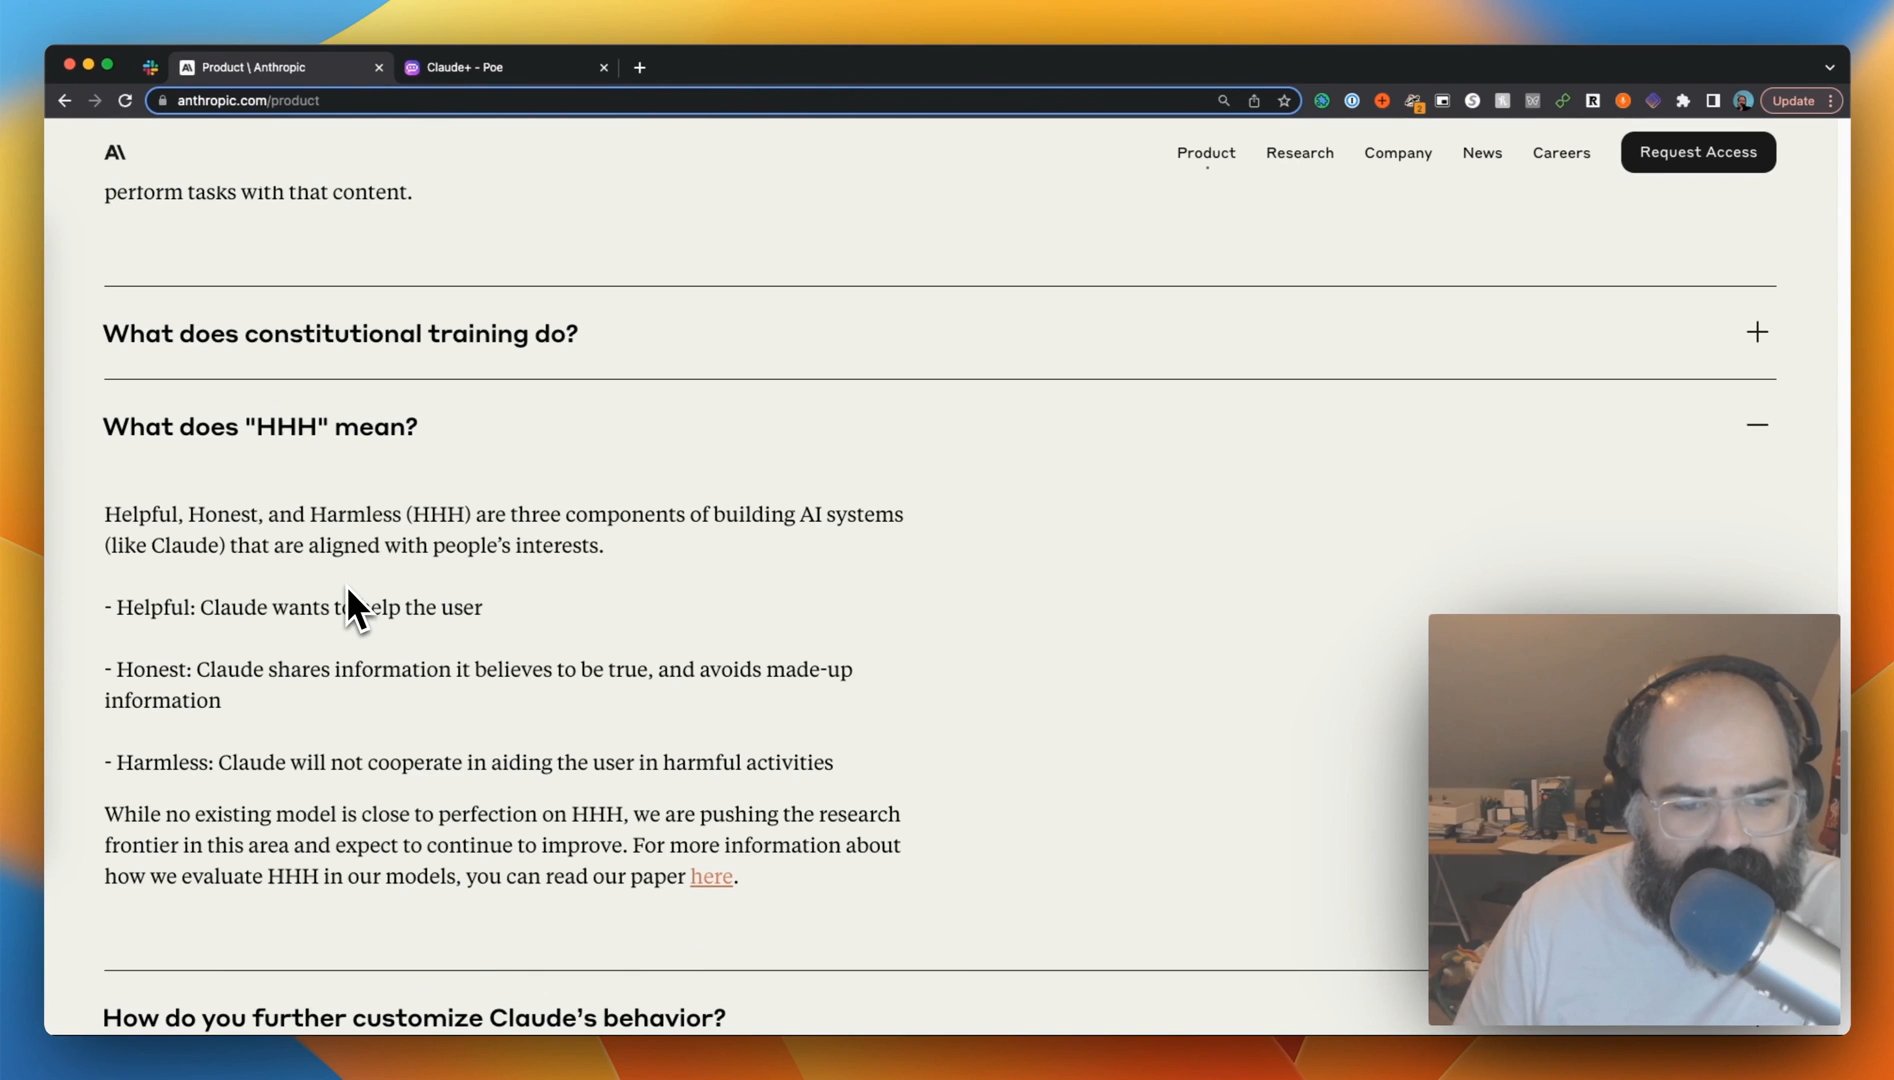 Product \ Anthropic
Claude+ - Poe
anthropic.com/product
Update
Product
Research
Company
News
Careers
Request Access
perform tasks with that content.
What does constitutional training do?
What does "HHH" mean?
Helpful, Honest, and Harmless (HHH) are three components of building AI systems
(like Claude) that are aligned with people’s interests.
- Helpful: Claude wants to help the user
- Honest: Claude shares information it believes to be true, and avoids made-up
information
- Harmless: Claude will not cooperate in aiding the user in harmful activities
While no existing model is close to perfection on HHH, we are pushing the research
frontier in this area and expect to continue to improve. For more information about
how we evaluate HHH in our models, you can read our paper here.
How do you further customize Claude’s behavior?